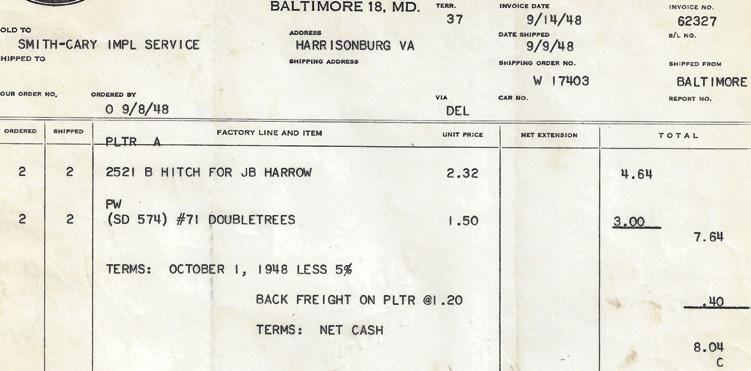 BALTIMORE 18, MD.
TERR. INVOICE DATE INVOICE NO.
37 9/14/48 62327
OLD TO ADDRESS DATE SHIPPED B/L NO.
SMITH-CARY IMPL SERVICE HARRISONBURG VA 9/9/48
HIPPED TO SHIPPING ADDRESS SHIPPING ORDER NO. SHIPPED FROM
W 17403 BALTIMORE
OUR ORDER NO. ORDERED BY VIA CAR NO. REPORT NO.
O 9/8/48 DEL
ORDERED SHIPPED FACTORY LINE AND ITEM UNIT PRICE NET EXTENSION TOTAL
PLTR A
2 2 2521 B HITCH FOR JB HARROW 2.32 4.64
PW
2 2 (SD 574) #71 DOUBLETREES 1.50 3.00
7.64
TERMS: OCTOBER 1, 1948 LESS 5%
BACK FREIGHT ON PLTR @1.20 .40
TERMS: NET CASH
8.04
C